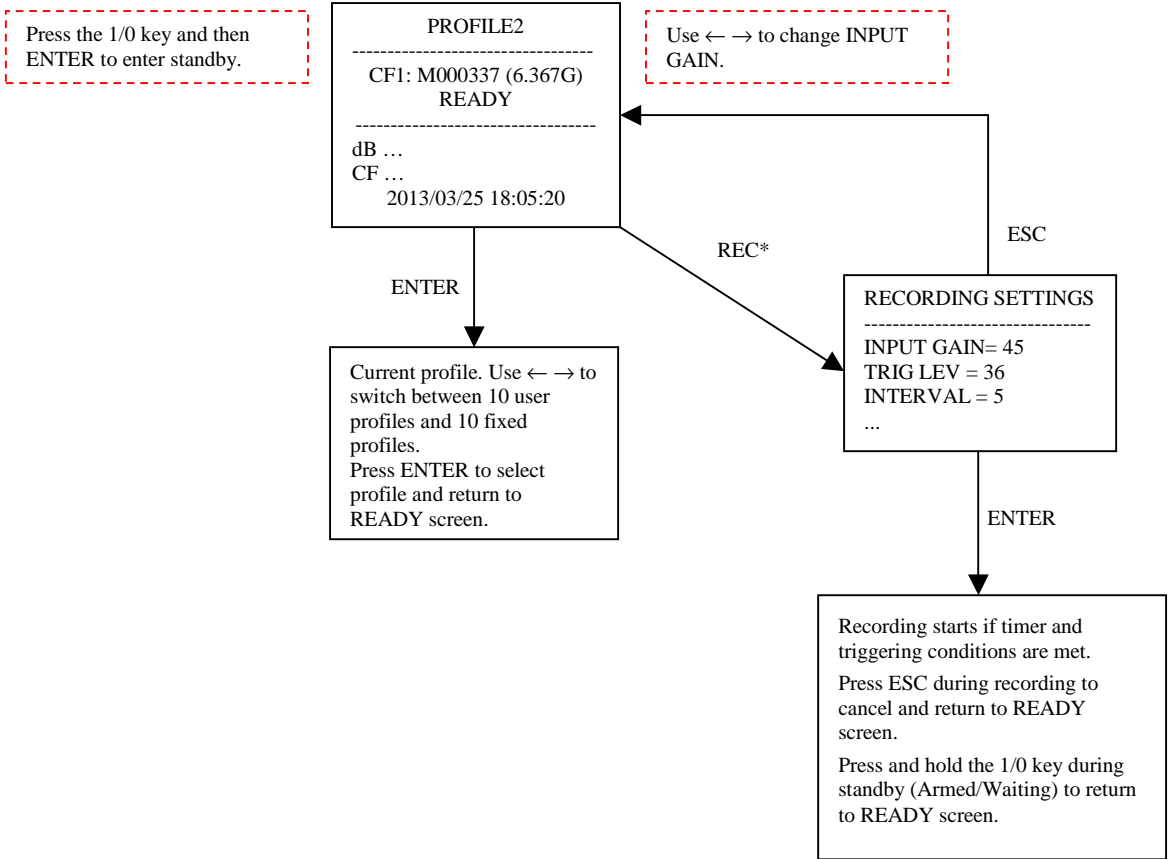 Press the 1/0 key and then
ENTER to enter standby.
PROFILE2
----------------------------------
CF1: M000337 (6.367G)
READY
----------------------------------
dB …
CF …
2013/03/25 18:05:20
Use ← → to change INPUT
GAIN.
ENTER
REC*
ESC
Current profile. Use ← → to
switch between 10 user
profiles and 10 fixed
profiles.
Press ENTER to select
profile and return to
READY screen.
RECORDING SETTINGS
---------------------------------
INPUT GAIN= 45
TRIG LEV = 36
INTERVAL = 5
...
ENTER
Recording starts if timer and
triggering conditions are met.
Press ESC during recording to
cancel and return to READY
screen.
Press and hold the 1/0 key during
standby (Armed/Waiting) to return
to READY screen.